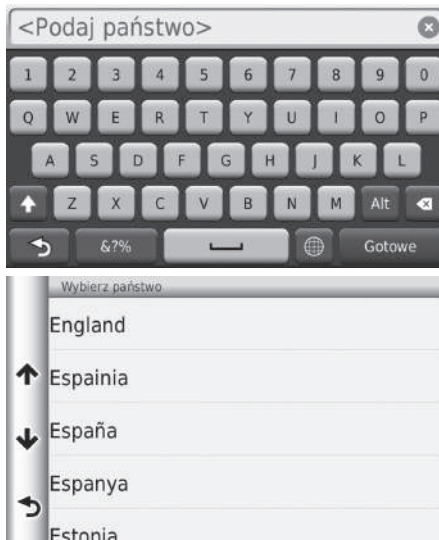 <Podaj państwo>
1 2 3 4 5 6 7 8 9 0
Q W E R T Y U I O P
A S D F G H J K L
Z X C V B N M Alt
&?% Gotowe
Wybierz państwo
England
Espainia
España
Espanya
Estonia